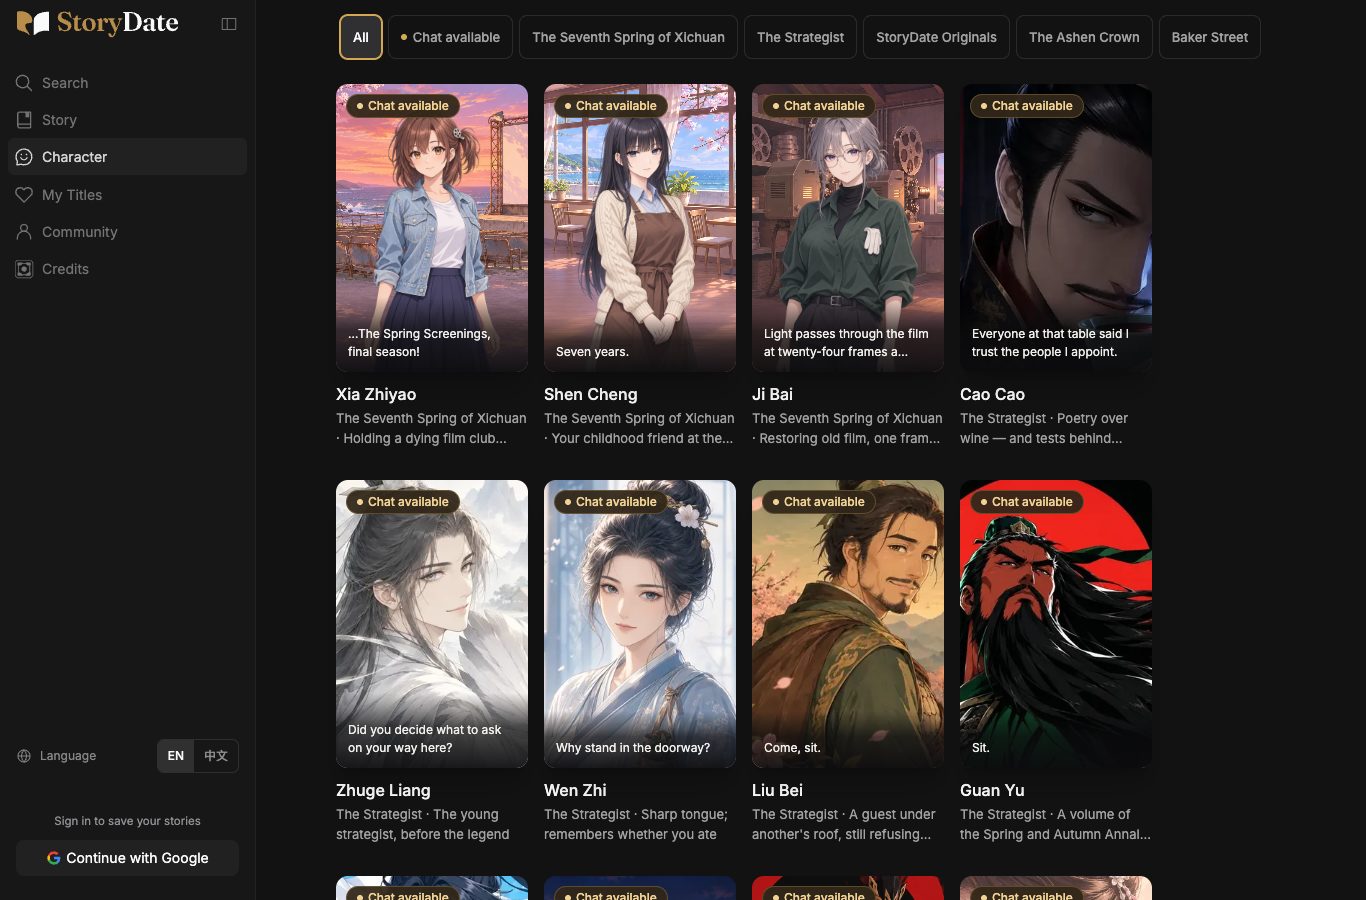 StoryDate
Search
Story
Character
My Titles
Community
Credits
Language
EN
中文
Sign in to save your stories
Continue with Google
All
Chat available
The Seventh Spring of Xichuan
The Strategist
StoryDate Originals
The Ashen Crown
Baker Street
Chat available
...The Spring Screenings,
final season!
Xia Zhiyao
The Seventh Spring of Xichuan
· Holding a dying film club...
Chat available
Seven years.
Shen Cheng
The Seventh Spring of Xichuan
· Your childhood friend at the...
Chat available
Light passes through the film
at twenty-four frames a...
Ji Bai
The Seventh Spring of Xichuan
· Restoring old film, one fram...
Chat available
Everyone at that table said I
trust the people I appoint.
Cao Cao
The Strategist · Poetry over
wine — and tests behind...
Chat available
Did you decide what to ask
on your way here?
Zhuge Liang
The Strategist · The young
strategist, before the legend
Chat available
Why stand in the doorway?
Wen Zhi
The Strategist · Sharp tongue;
remembers whether you ate
Chat available
Come, sit.
Liu Bei
The Strategist · A guest under
another's roof, still refusing...
Chat available
Sit.
Guan Yu
The Strategist · A volume of
the Spring and Autumn Annal...
Chat available
Chat available
Chat available
Chat available